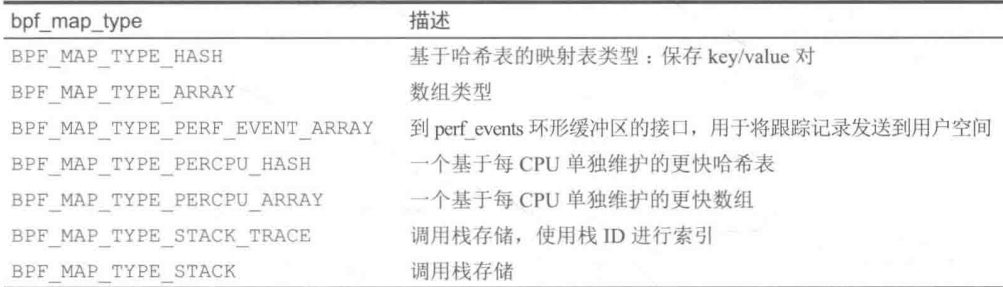 bpf_map_type 描述
BPF_MAP_TYPE_HASH 基于哈希表的映射表类型：保存 key/value 对
BPF_MAP_TYPE_ARRAY 数组类型
BPF_MAP_TYPE_PERF_EVENT_ARRAY 到 perf_events 环形缓冲区的接口，用于将跟踪记录发送到用户空间
BPF_MAP_TYPE_PERCPU_HASH 一个基于每 CPU 单独维护的更快哈希表
BPF_MAP_TYPE_PERCPU_ARRAY 一个基于每 CPU 单独维护的更快数组
BPF_MAP_TYPE_STACK_TRACE 调用栈存储，使用栈 ID 进行索引
BPF_MAP_TYPE_STACK 调用栈存储